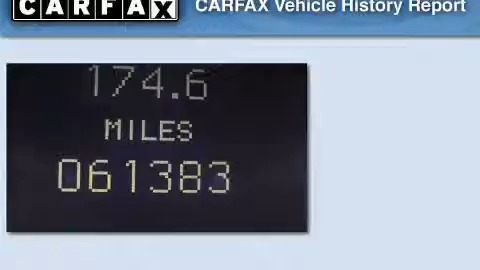 CARFAX
CARFAX Vehicle History Report
174.6
MILES
061383